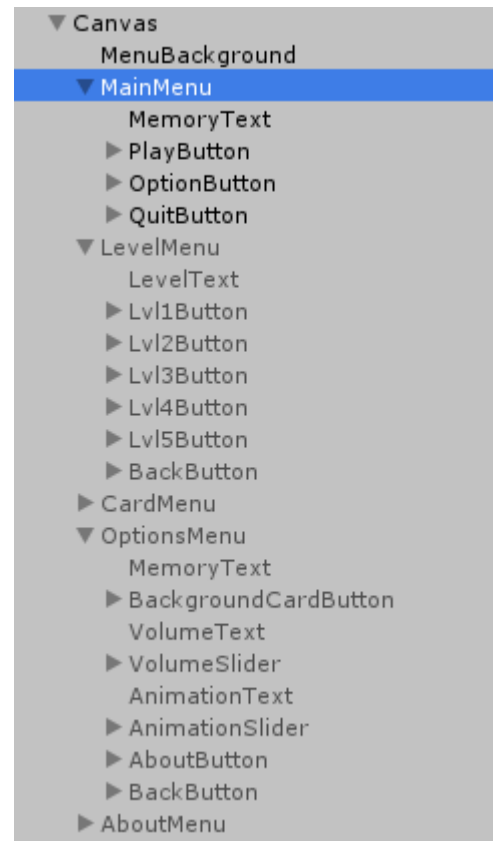 Canvas
MenuBackground
MainMenu
MemoryText
PlayButton
OptionButton
QuitButton
LevelMenu
LevelText
Lvl1Button
Lvl2Button
Lvl3Button
Lvl4Button
Lvl5Button
BackButton
CardMenu
OptionsMenu
MemoryText
BackgroundCardButton
VolumeText
VolumeSlider
AnimationText
AnimationSlider
AboutButton
BackButton
AboutMenu